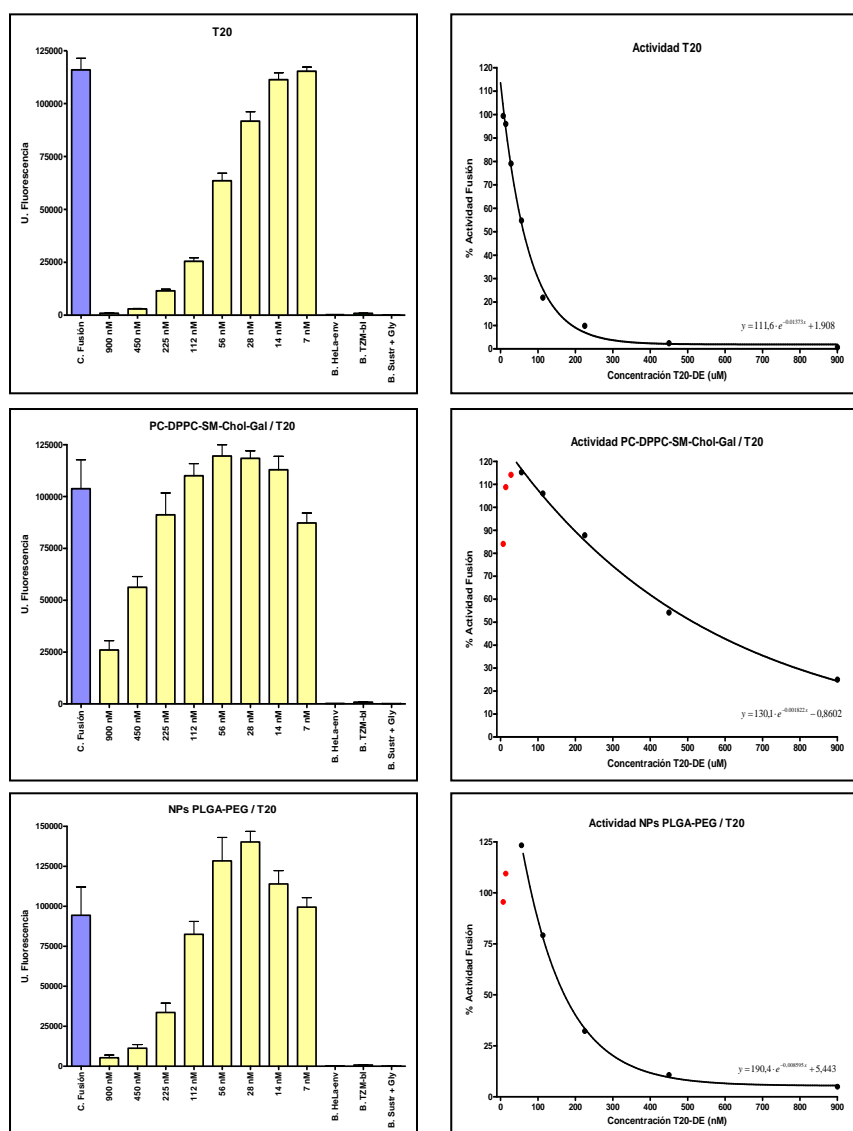 T20
125000
100000
75000
50000
25000
0
U. Fluorescencia
C. Fusión
900 nM
450 nM
225 nM
112 nM
56 nM
28 nM
14 nM
7 nM
B. HeLa-env
B. TZM-bl
B. Sustr + Gly
Actividad T20
120
110
100
90
80
70
60
50
40
30
20
10
0
% Actividad Fusión
y = 111,6 · e^-0.01373x + 1.908
0 100 200 300 400 500 600 700 800 900
Concentración T20-DE (uM)
PC-DPPC-SM-Chol-Gal / T20
125000
100000
75000
50000
25000
0
U. Fluorescencia
C. Fusión
900 nM
450 nM
225 nM
112 nM
56 nM
28 nM
14 nM
7 nM
B. HeLa-env
B. TZM-bl
B. Sustr + Gly
Actividad PC-DPPC-SM-Chol-Gal / T20
120
110
100
90
80
70
60
50
40
30
20
10
0
% Actividad Fusión
y = 130,1 · e^-0.001822x − 0,8602
0 100 200 300 400 500 600 700 800 900
Concentración T20-DE (uM)
NPs PLGA-PEG / T20
150000
125000
100000
75000
50000
25000
0
U. Fluorescencia
C. Fusión
900 nM
450 nM
225 nM
112 nM
56 nM
28 nM
14 nM
7 nM
B. HeLa-env
B. TZM-bl
B. Sustr + Gly
Actividad NPs PLGA-PEG / T20
125
100
75
50
25
0
% Actividad Fusión
y = 190,4 · e^-0,008595x + 5,443
0 100 200 300 400 500 600 700 800 900
Concentración T20-DE (nM)